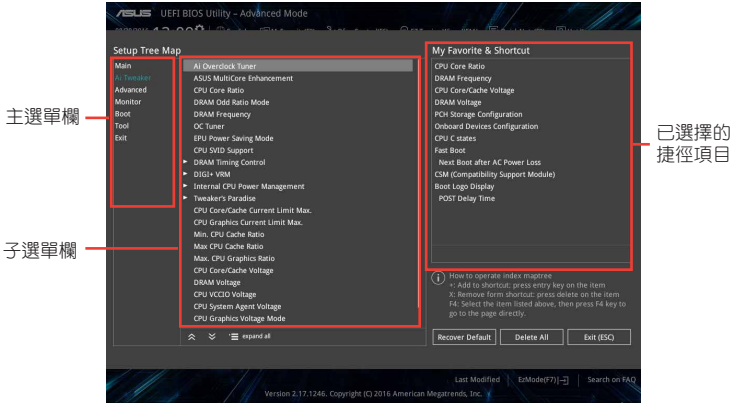 ASUS UEFI BIOS Utility – Advanced Mode
Setup Tree Map
Main
Ai Tweaker
Advanced
Monitor
Boot
Tool
Exit
Ai Overclock Tuner
ASUS MultiCore Enhancement
CPU Core Ratio
DRAM Odd Ratio Mode
DRAM Frequency
OC Tuner
EPU Power Saving Mode
CPU SVID Support
DRAM Timing Control
DIGI+ VRM
Internal CPU Power Management
Tweaker's Paradise
CPU Core/Cache Current Limit Max.
CPU Graphics Current Limit Max.
Min. CPU Cache Ratio
Max CPU Cache Ratio
Max. CPU Graphics Ratio
CPU Core/Cache Voltage
DRAM Voltage
CPU VCCIO Voltage
CPU System Agent Voltage
CPU Graphics Voltage Mode
expand all
My Favorite & Shortcut
CPU Core Ratio
DRAM Frequency
CPU Core/Cache Voltage
DRAM Voltage
PCH Storage Configuration
Onboard Devices Configuration
CPU C states
Fast Boot
Next Boot after AC Power Loss
CSM (Compatibility Support Module)
Boot Logo Display
POST Delay Time
How to operate index maptree
+: Add to shortcut: press entry key on the item
X: Remove form shortcut: press delete on the item
F4: Select the item listed above, then press F4 key to
go to the page directly.
Recover Default
Delete All
Exit (ESC)
Last Modified
EzMode(F7)
Search on FAQ
Version 2.17.1246. Copyright (C) 2016 American Megatrends, Inc.
主選單欄
子選單欄
已選擇的
捷徑項目